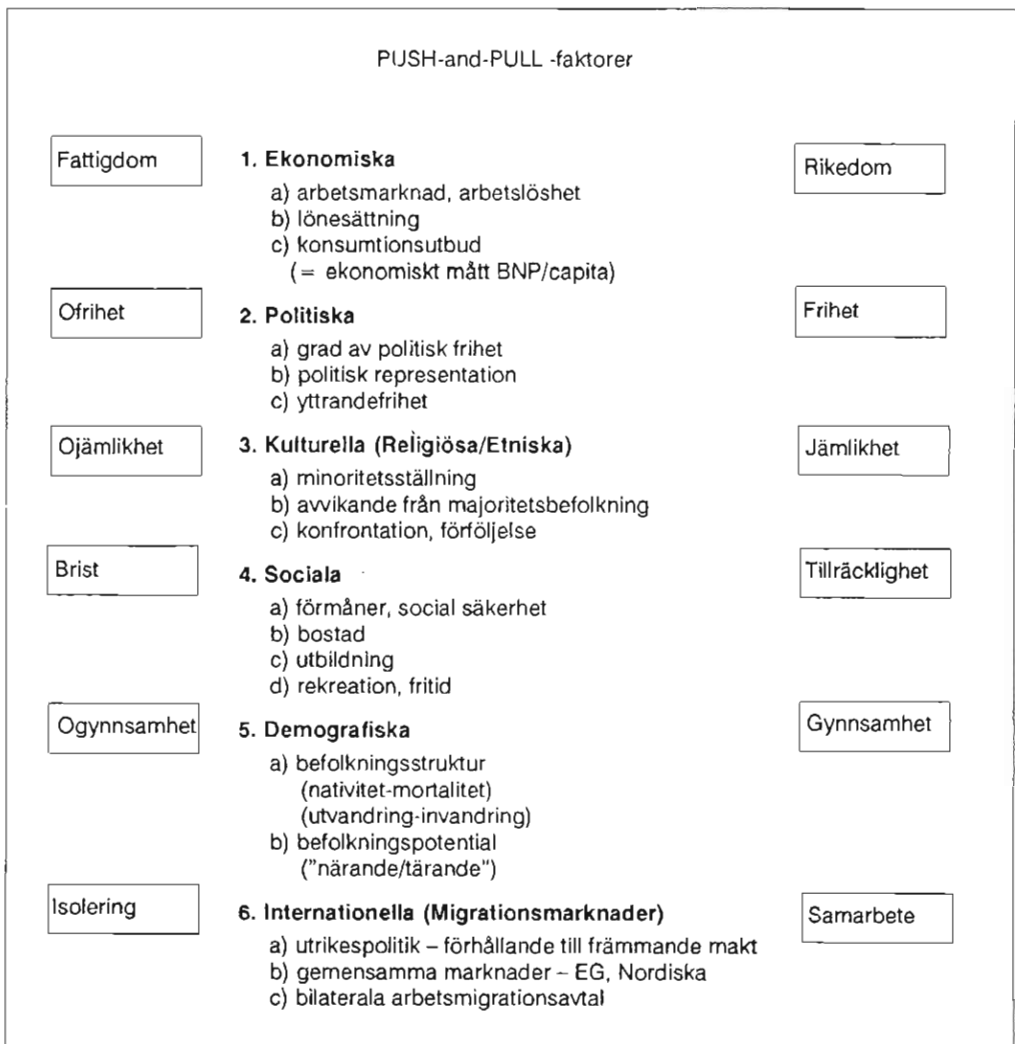 PUSH-and-PULL -faktorer
Fattigdom
1. Ekonomiska
Rikedom
a) arbetsmarknad, arbetslöshet
b) lönesättning
c) konsumtionsutbud
(= ekonomiskt mått BNP/capita)
Ofrihet
2. Politiska
Frihet
a) grad av politisk frihet
b) politisk representation
c) yttrandefrihet
Ojämlikhet
3. Kulturella (Religiösa/Etniska)
Jämlikhet
a) minoritetsställning
b) avvikande från majoritetsbefolkning
c) konfrontation, förföljelse
Brist
4. Sociala
Tillräcklighet
a) förmåner, social säkerhet
b) bostad
c) utbildning
d) rekreation, fritid
Ogynnsamhet
5. Demografiska
Gynnsamhet
a) befolkningsstruktur
(nativitet-mortalitet)
(utvandring-invandring)
b) befolkningspotential
("närande/tärande")
Isolering
6. Internationella (Migrationsmarknader)
Samarbete
a) utrikespolitik – förhållande till främmande makt
b) gemensamma marknader – EG, Nordiska
c) bilaterala arbetsmigrationsavtal